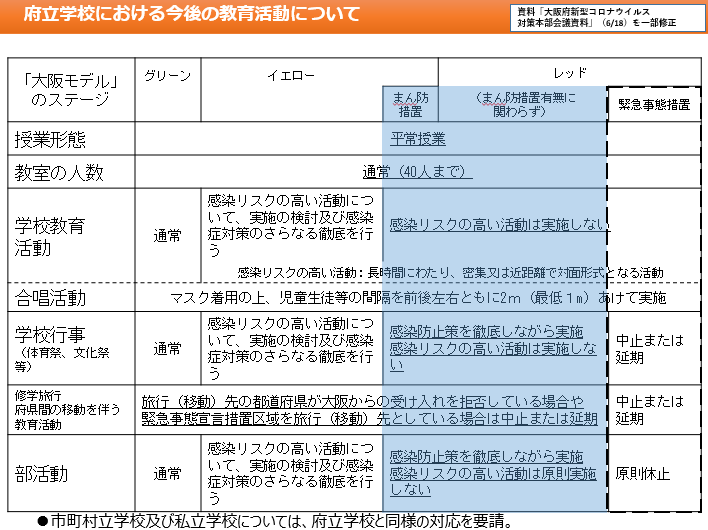 府立学校における今後の教育活動について
資料「大阪府新型コロナウイルス
対策本部会議資料」（6/18）モ一部修正
「大阪モデル」
のステージ
グリーン
イエロー
レッド
まん防
措置
（まん防措置有無に
関わらず）
緊急事態措置
授業形態
平常授業
教室の人数
通常（40人まで）
学校教育
活動
通常
感染リスクの高い活動につ
いて、実施の検討及び感染
症対策のさらなる徹底を行
う
感染リスクの高い活動は実施しない
感染リスクの高い活動：長時間にわたり、密集又は近距離で対面形式となる活動
合唱活動
マスク着用の上、児童生徒等の間隔を前後左右ともに2ｍ（最低１ｍ）あけて実施
学校行事
（体育祭、文化祭
等）
通常
感染リスクの高い活動につ
いて、実施の検討及び感染
症対策のさらなる徹底を行
う
感染防止策を徹底しながら実施
感染リスクの高い活動は実施しな
い
中止または
延期
修学旅行
府県間の移動を伴う
教育活動
旅行（移動）先の都道府県が大阪からの受け入れを拒否している場合や
緊急事態宣言措置区域を旅行（移動）先としている場合は中止または延期
中止または
延期
部活動
通常
感染リスクの高い活動につ
いて、実施の検討及び感染
症対策のさらなる徹底を行
う
感染防止策を徹底しながら実施
感染リスクの高い活動は原則実施
しない
原則休止
●市町村立学校及び私立学校については、府立学校と同様の対応を要請。